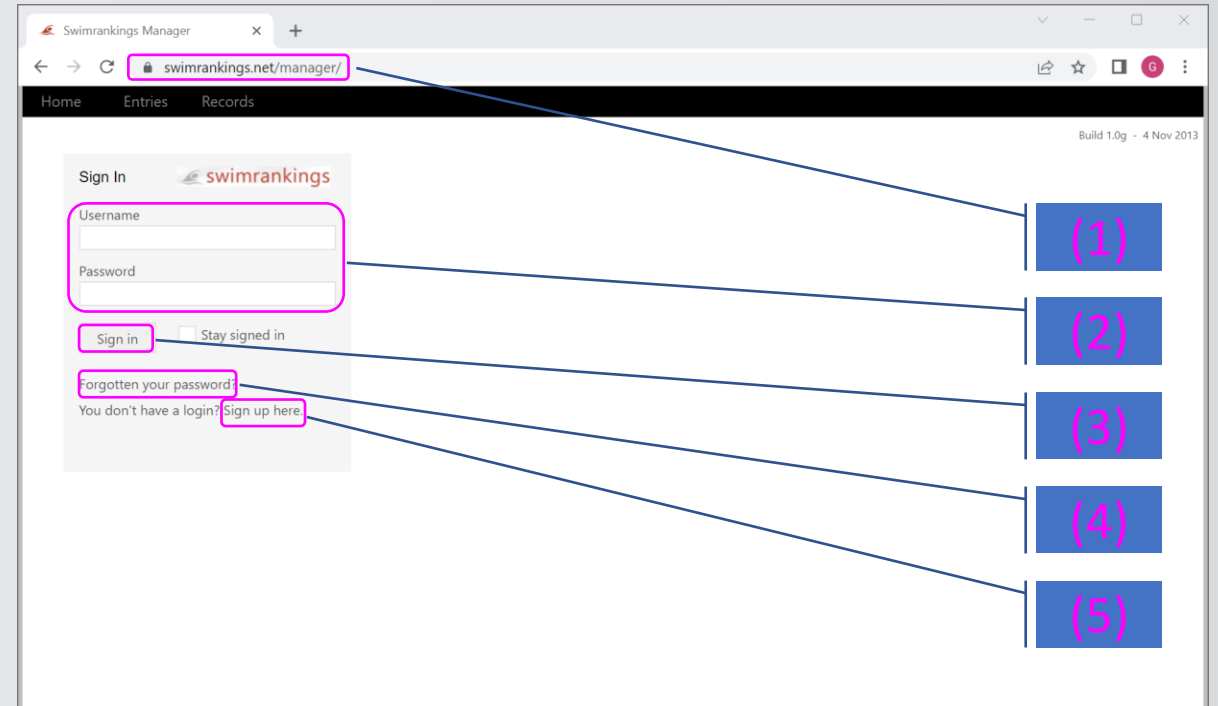 Swimrankings Manager
swimrankings.net/manager/
G
Home Entries Records
Build 1.0g - 4 Nov 2013
Sign In swimrankings
Username
Password
Sign in Stay signed in
Forgotten your password?
You don't have a login? Sign up here.
(1)
(2)
(3)
(4)
(5)